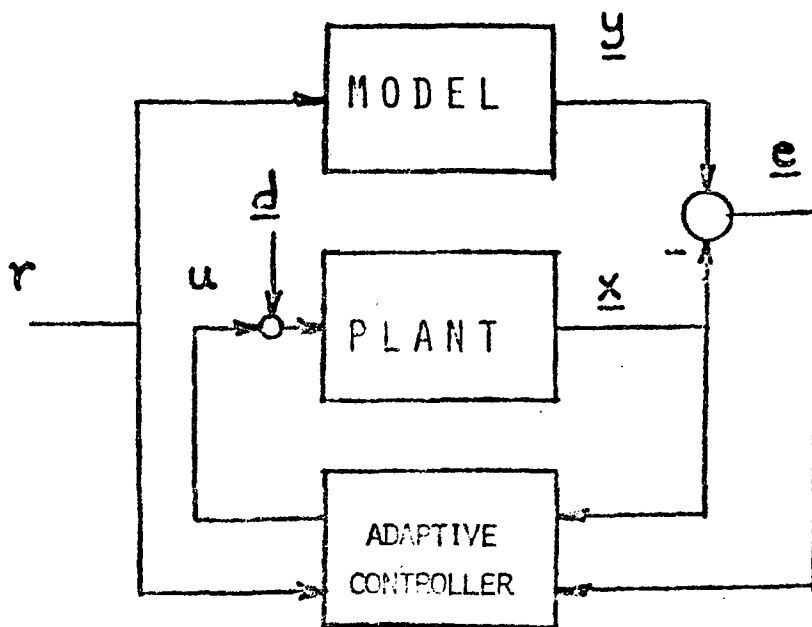 y
MODEL
e
d
r
u
x
-
PLANT
ADAPTIVE
CONTROLLER